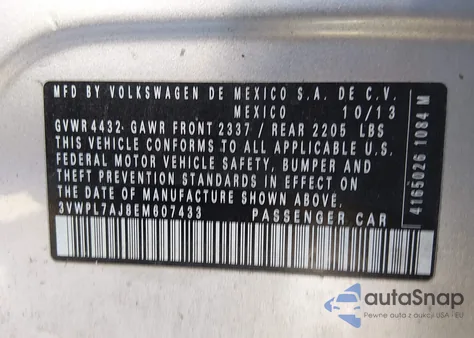 MFD BY VOLKSWAGEN DE MEXICO S.A. DE C.V.
MEXICO 10/13
GVWR 4432 GAWR FRONT 2337 / REAR 2205 LBS
THIS VEHICLE CONFORMS TO ALL APPLICABLE U.S.
FEDERAL MOTOR VEHICLE SAFETY, BUMPER AND
THEFT PREVENTION STANDARDS IN EFFECT ON
THE DATE OF MANUFACTURE SHOWN ABOVE.
3VWPL7AJ8EM607433 PASSENGER CAR
4165026 1084 M
autoSnap
Pewne auta z aukcji USA i EU